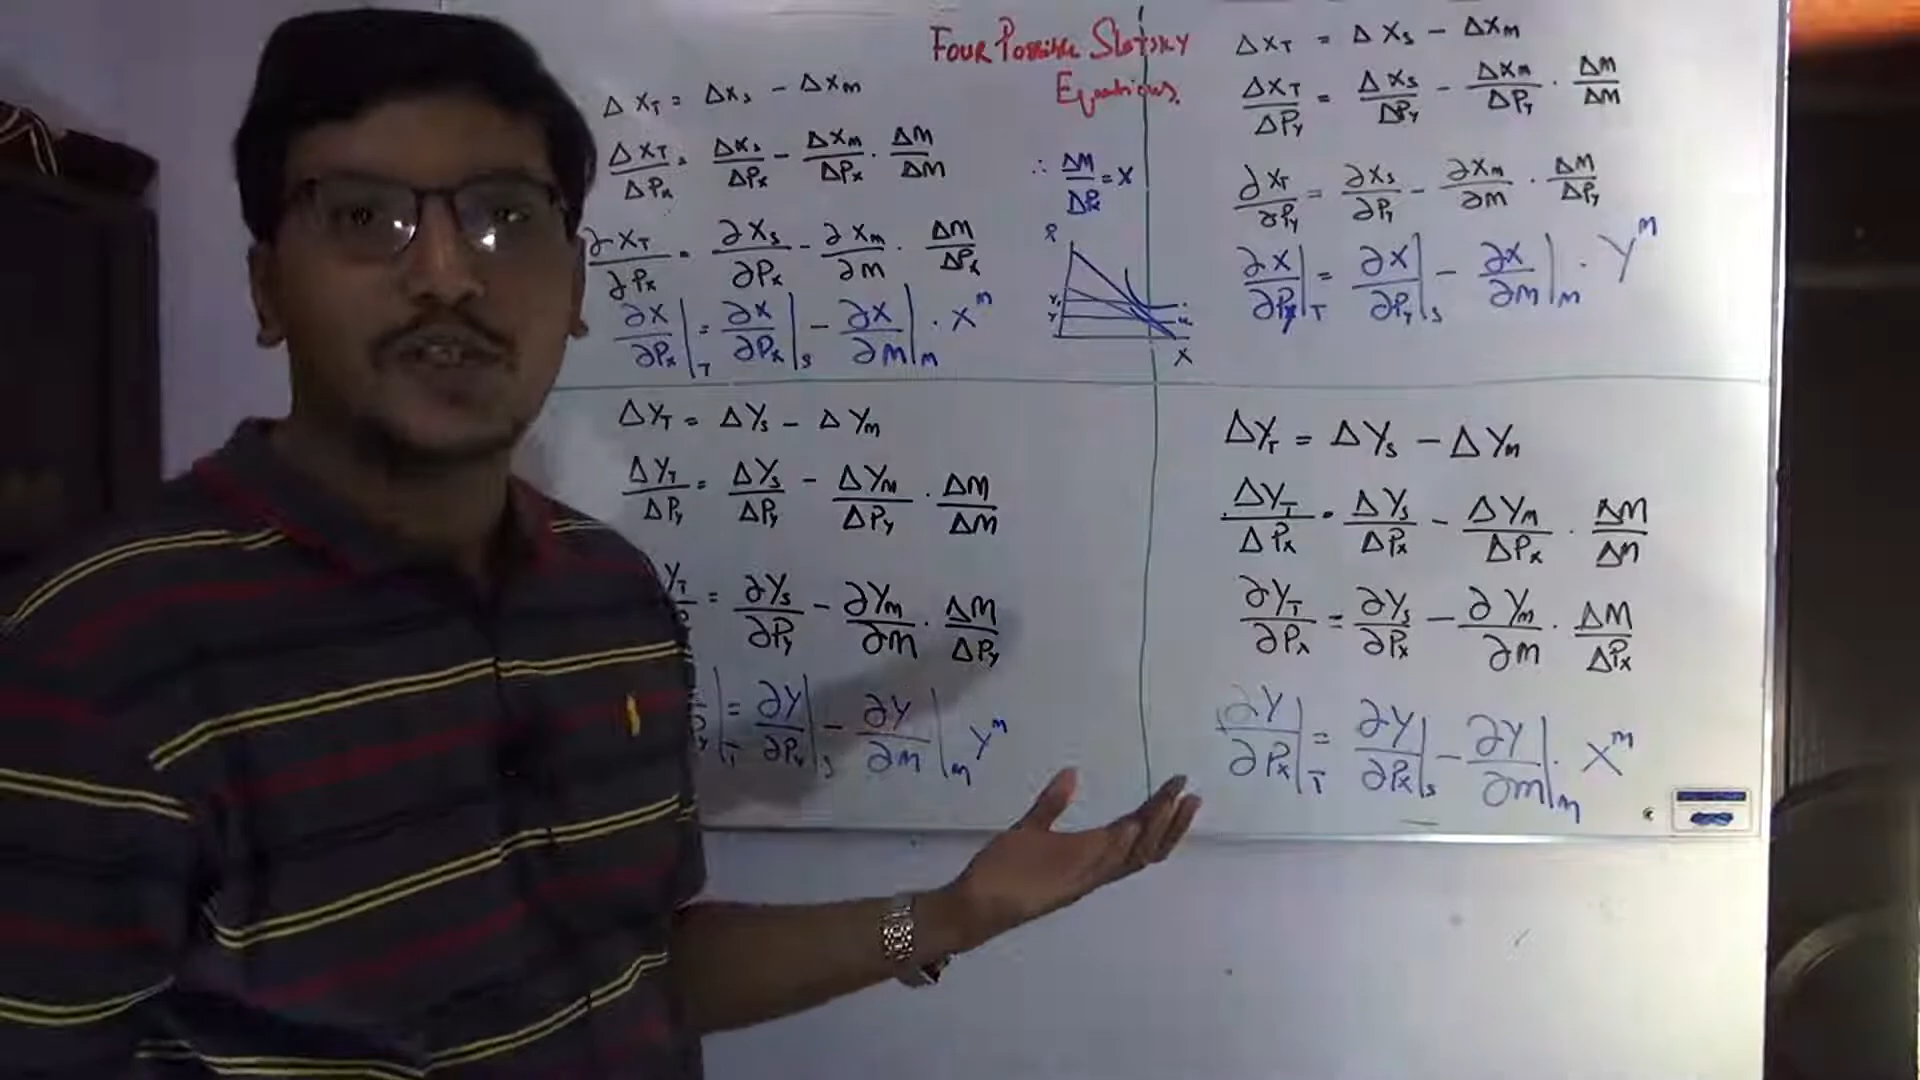 Four Possible Slutsky
Equations.
ΔX_T = ΔX_s - ΔX_m
ΔX_T/ΔP_x = ΔX_s/ΔP_x - ΔX_m/ΔP_x · ΔM/ΔM
∂X_T/∂P_x = ∂X_s/∂P_x - ∂X_m/∂m · ΔM/ΔP_x
∂X/∂P_x|_T = ∂X/∂P_x|_s - ∂X/∂m|_m · X^m
∴ ΔM/ΔP_x = X
X
ΔX_T = ΔX_s - ΔX_m
ΔX_T/ΔP_y = ΔX_s/ΔP_y - ΔX_m/ΔP_y · ΔM/ΔM
∂X_T/∂P_y = ∂X_s/∂P_y - ∂X_m/∂m · ΔM/ΔP_y
∂X/∂P_y|_T = ∂X/∂P_y|_s - ∂X/∂m|_m · Y^m
ΔY_T = ΔY_s - ΔY_m
ΔY_T/ΔP_y = ΔY_s/ΔP_y - ΔY_m/ΔP_y · ΔM/ΔM
Y_T = ∂Y_s/∂P_y - ∂Y_m/∂m · ΔM/ΔP_y
|_T = ∂Y/∂P_y|_s - ∂Y/∂m|_m Y^m
ΔY_T = ΔY_s - ΔY_m
ΔY_T/ΔP_x = ΔY_s/ΔP_x - ΔY_m/ΔP_x · ΔM/ΔM
∂Y_T/∂P_x = ∂Y_s/∂P_x - ∂Y_m/∂m · ΔM/ΔP_x
∂Y/∂P_x|_T = ∂Y/∂P_x|_s - ∂Y/∂m|_m · X^m